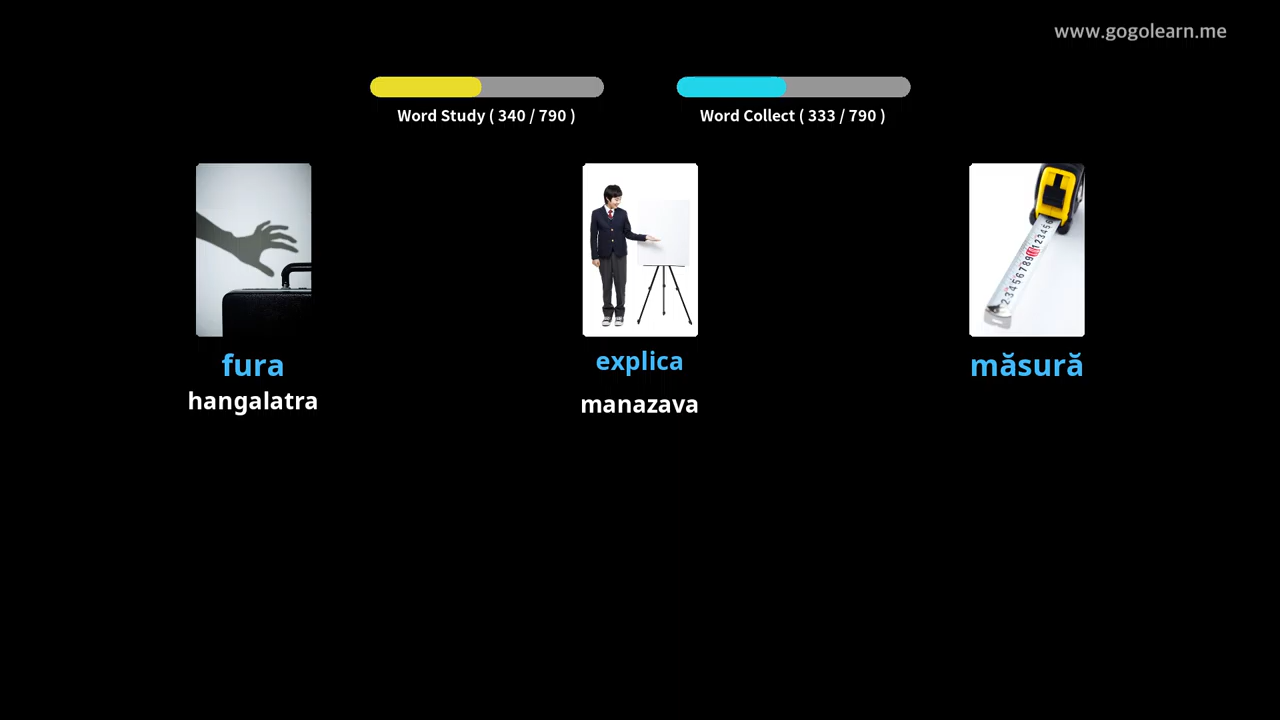 www.gogolearn.me
Word Study ( 340 / 790 )
Word Collect ( 333 / 790 )
fura
hangalatra
explica
manazava
măsură